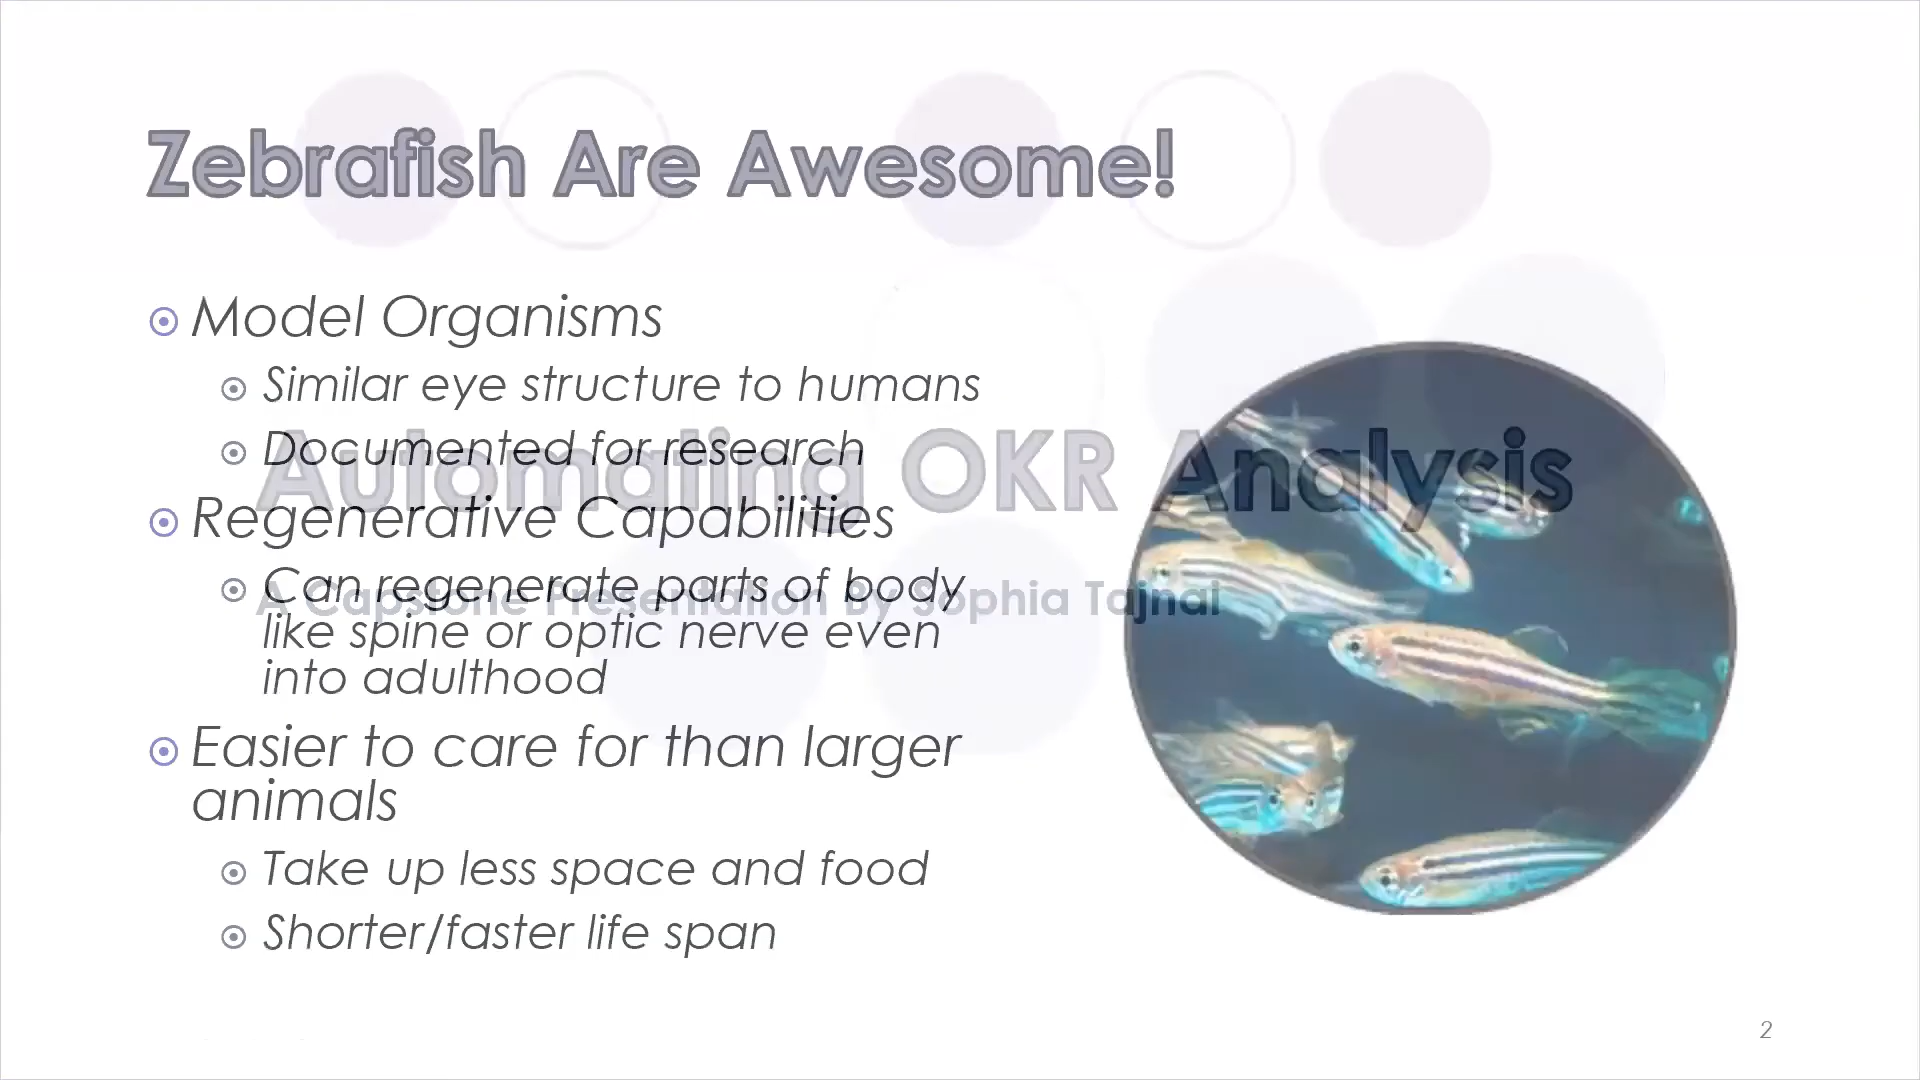 Zebrafish Are Awesome!
Model Organisms
Similar eye structure to humans
Documented for research
Automating OKR Analysis
Regenerative Capabilities
Can regenerate parts of body
A Capstone Presentation By Sophia Tajnai
like spine or optic nerve even
into adulthood
Easier to care for than larger
animals
Take up less space and food
Shorter/faster life span
2